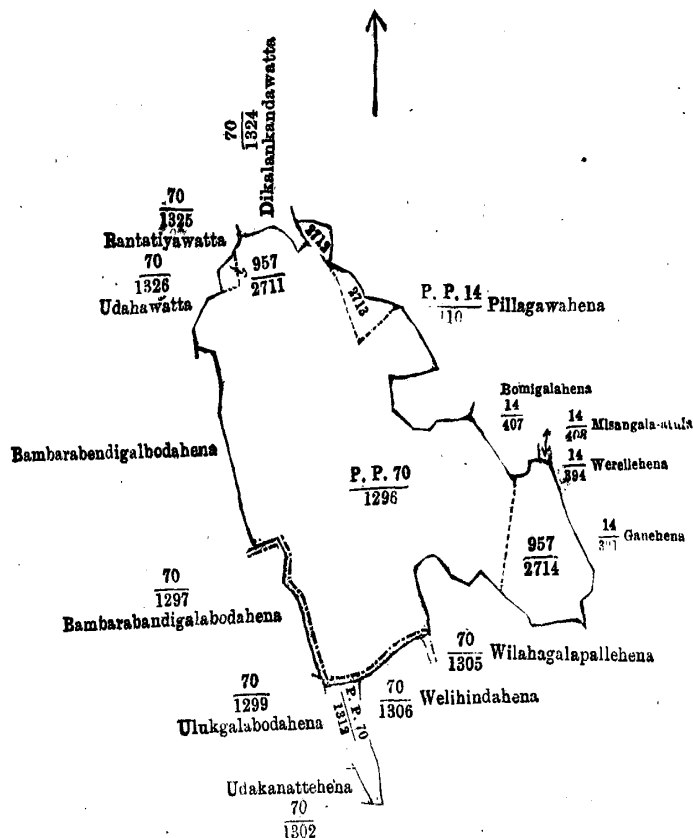 70
1324
Dikalankandawatta
70
1325
Rantatiyawatta
70
1326
Udahawatta
957
2711
2712
2713
P. P. 14
110
Pillagawahena
Bomigalahena
14
407
14
408
14
394
Werellehena
Bambarabendigalbodahena
P. P. 70
1296
14
Ganehena
957
2714
70
1297
Bambarabandigalabodahena
70
1305
Wilahagalapallehena
70
1299
Ulukgalabodahena
P. P. 70
1312
70
1306
Welihindahena
Udakanattehena
70
1302